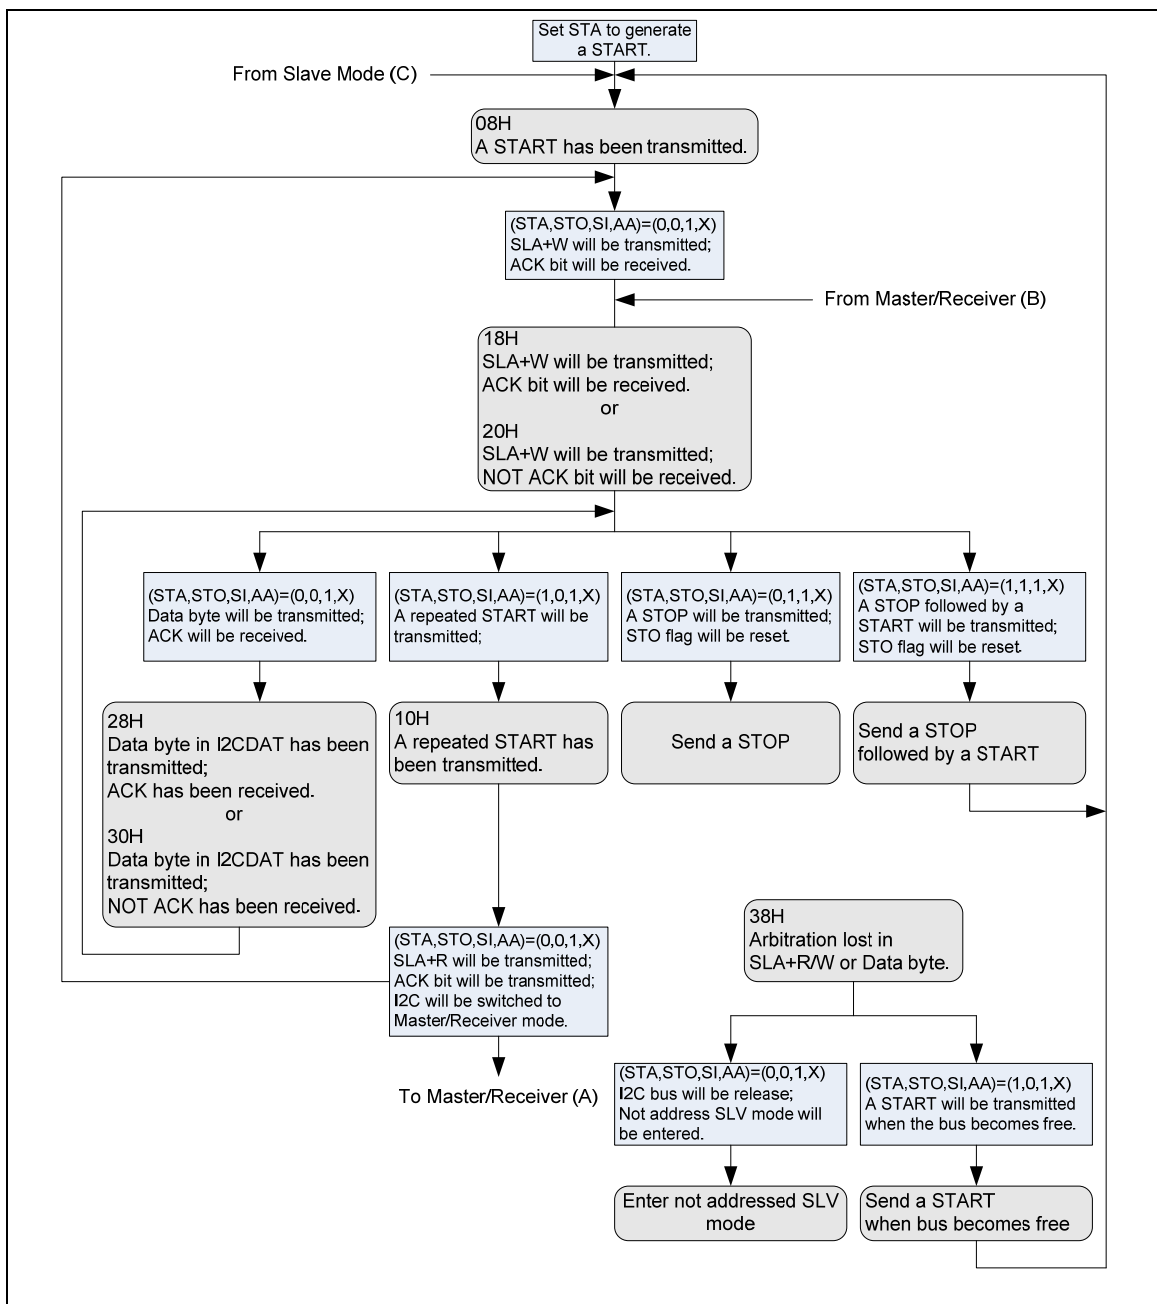 Set STA to generate
a START.
From Slave Mode (C)
08H
A START has been transmitted.
(STA,STO,SI,AA)=(0,0,1,X)
SLA+W will be transmitted;
ACK bit will be received.
From Master/Receiver (B)
18H
SLA+W will be transmitted;
ACK bit will be received.
or
20H
SLA+W will be transmitted;
NOT ACK bit will be received.
(STA,STO,SI,AA)=(0,0,1,X)
Data byte will be transmitted;
ACK will be received.
(STA,STO,SI,AA)=(1,0,1,X)
A repeated START will be
transmitted;
(STA,STO,SI,AA)=(0,1,1,X)
A STOP will be transmitted;
STO flag will be reset.
(STA,STO,SI,AA)=(1,1,1,X)
A STOP followed by a
START will be transmitted;
STO flag will be reset.
28H
Data byte in I2CDAT has been
transmitted;
ACK has been received.
or
30H
Data byte in I2CDAT has been
transmitted;
NOT ACK has been received.
10H
A repeated START has
been transmitted.
Send a STOP
Send a STOP
followed by a START
(STA,STO,SI,AA)=(0,0,1,X)
SLA+R will be transmitted;
ACK bit will be transmitted;
I2C will be switched to
Master/Receiver mode.
To Master/Receiver (A)
38H
Arbitration lost in
SLA+R/W or Data byte.
(STA,STO,SI,AA)=(0,0,1,X)
I2C bus will be release;
Not address SLV mode will
be entered.
(STA,STO,SI,AA)=(1,0,1,X)
A START will be transmitted
when the bus becomes free.
Enter not addressed SLV
mode
Send a START
when bus becomes free